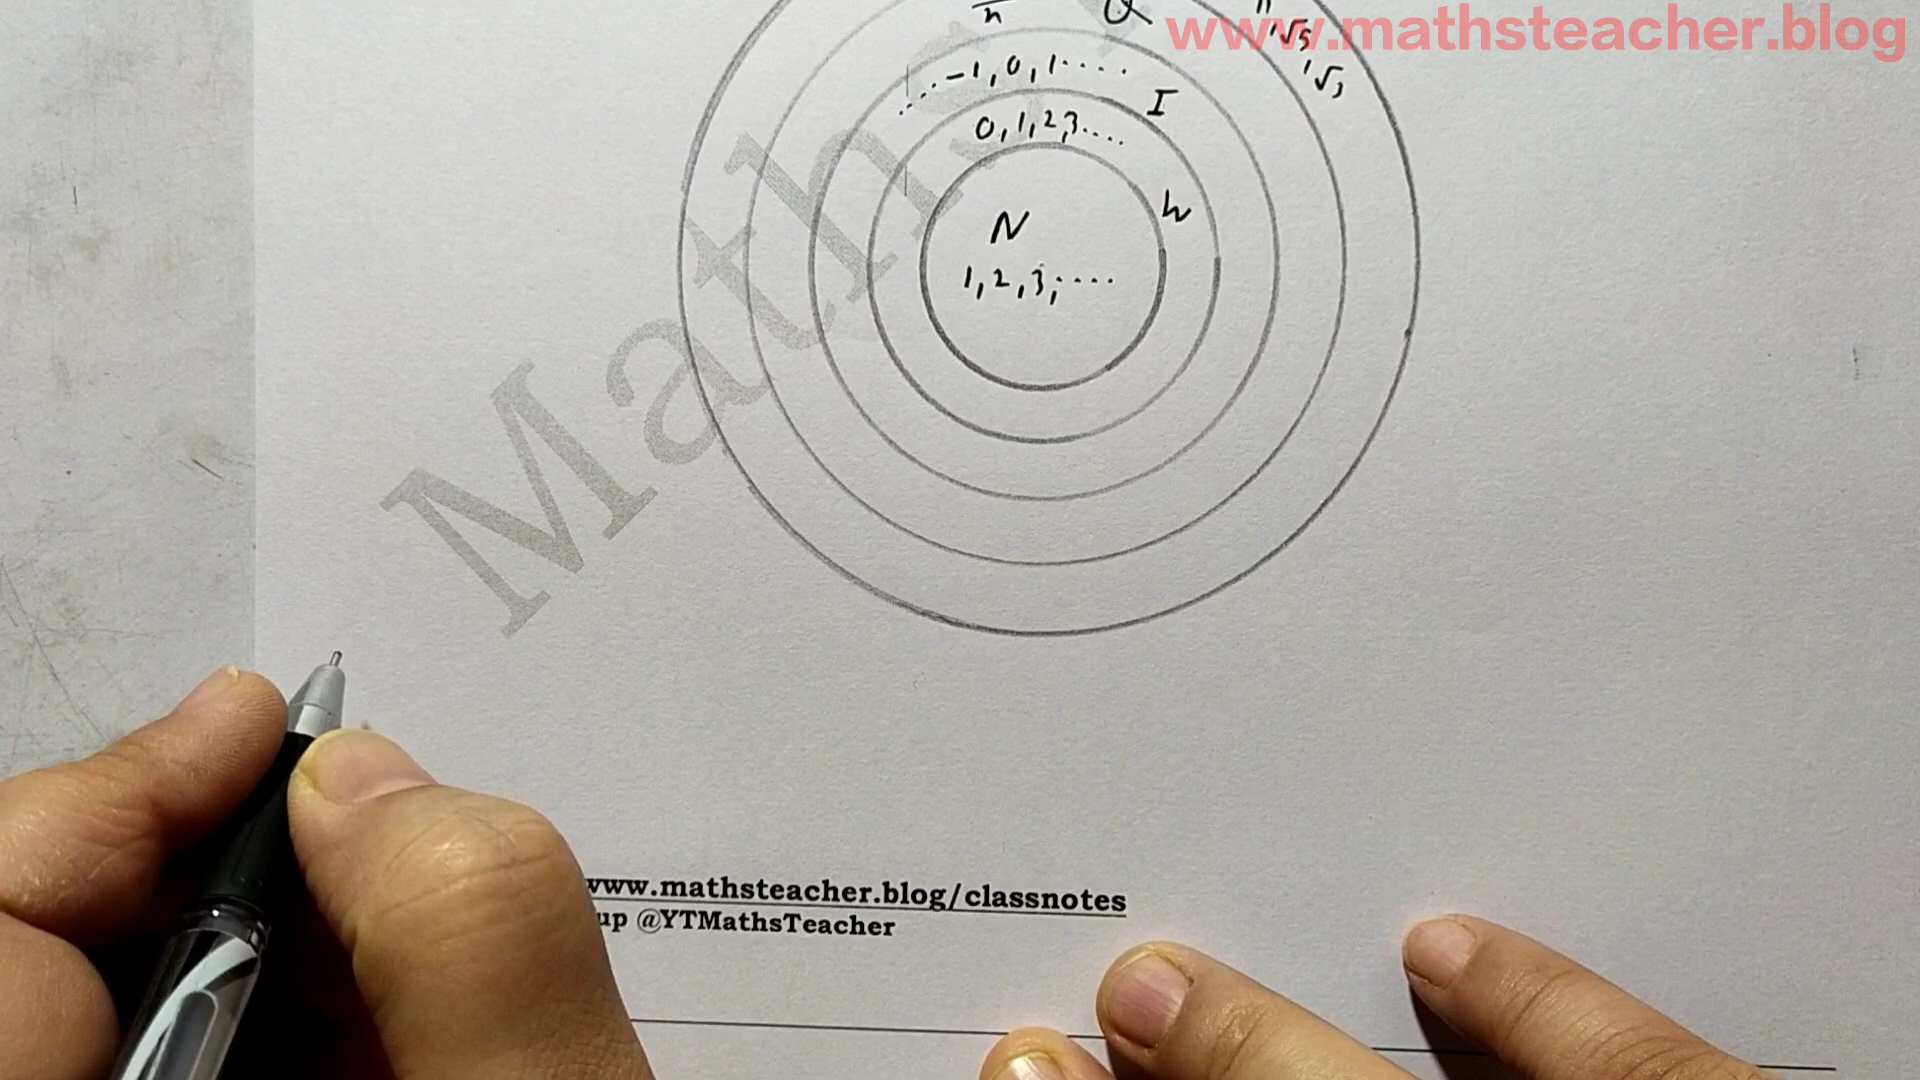 www.mathsteacher.blog
n
Q
π
, √5
, √3
.....-1, 0, 1.....
I
0, 1, 2, 3....
W
N
1, 2, 3, ....
Maths
www.mathsteacher.blog/classnotes
up @YTMathsTeacher